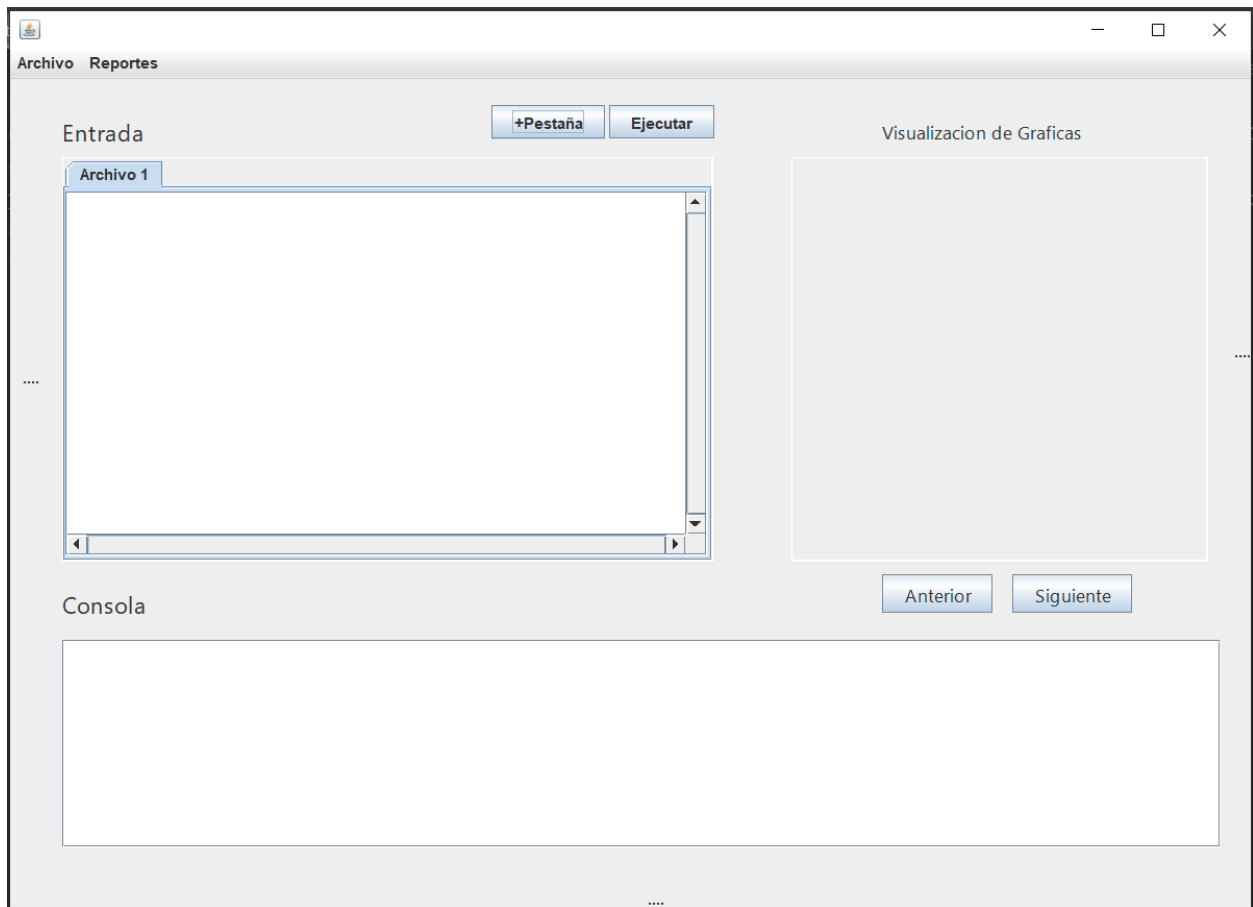 Archivo Reportes
+Pestaña Ejecutar
Entrada
Visualizacion de Graficas
Archivo 1
....
....
Anterior Siguiente
Consola
....